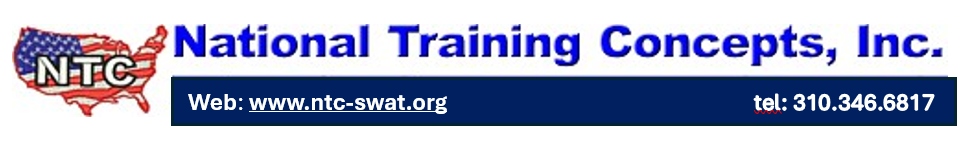 NTC
National Training Concepts, Inc.
Web: www.ntc-swat.org tel: 310.346.6817